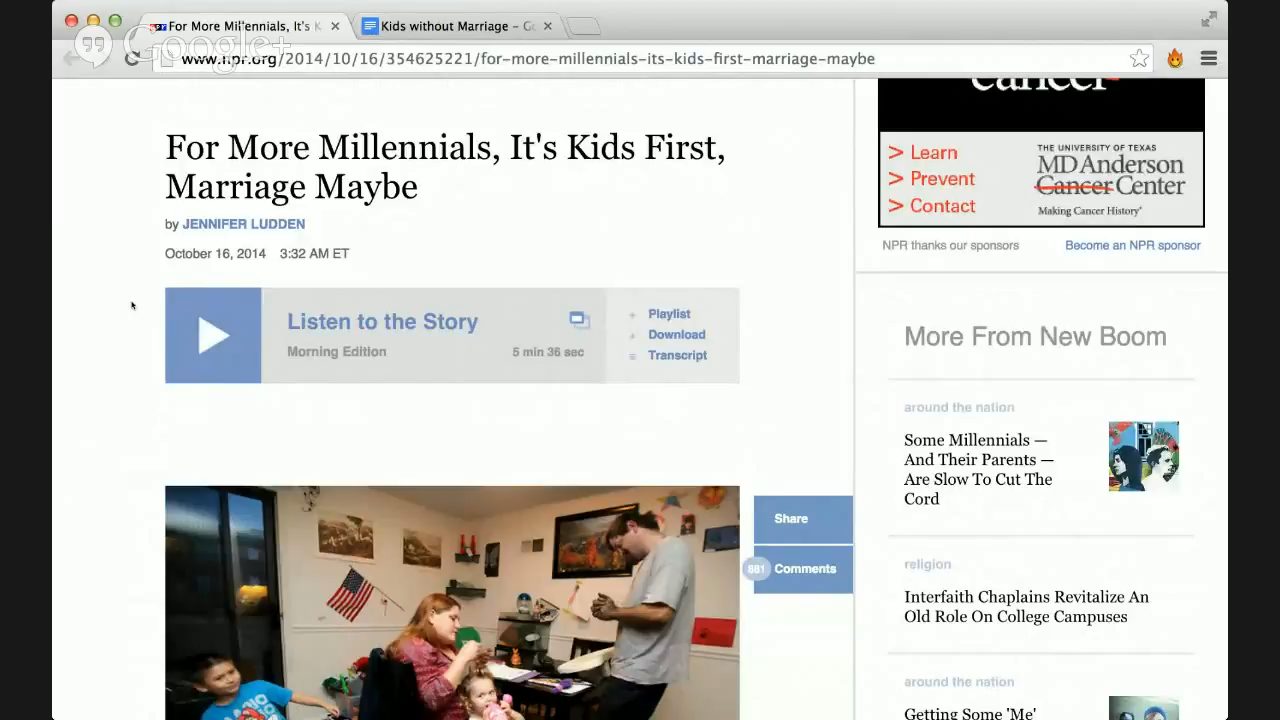 For More Millennials, It's K
Kids without Marriage – Go
Google+
www.npr.org/2014/10/16/354625221/for-more-millennials-its-kids-first-marriage-maybe
For More Millennials, It's Kids First,
Marriage Maybe
by JENNIFER LUDDEN
October 16, 2014 3:32 AM ET
Listen to the Story
Morning Edition
5 min 36 sec
Playlist
Download
Transcript
Share
881 Comments
cancer
> Learn
> Prevent
> Contact
THE UNIVERSITY OF TEXAS
MD Anderson
Cancer Center
Making Cancer History®
NPR thanks our sponsors
Become an NPR sponsor
More From New Boom
around the nation
Some Millennials —
And Their Parents —
Are Slow To Cut The
Cord
religion
Interfaith Chaplains Revitalize An
Old Role On College Campuses
around the nation
Getting Some 'Me'